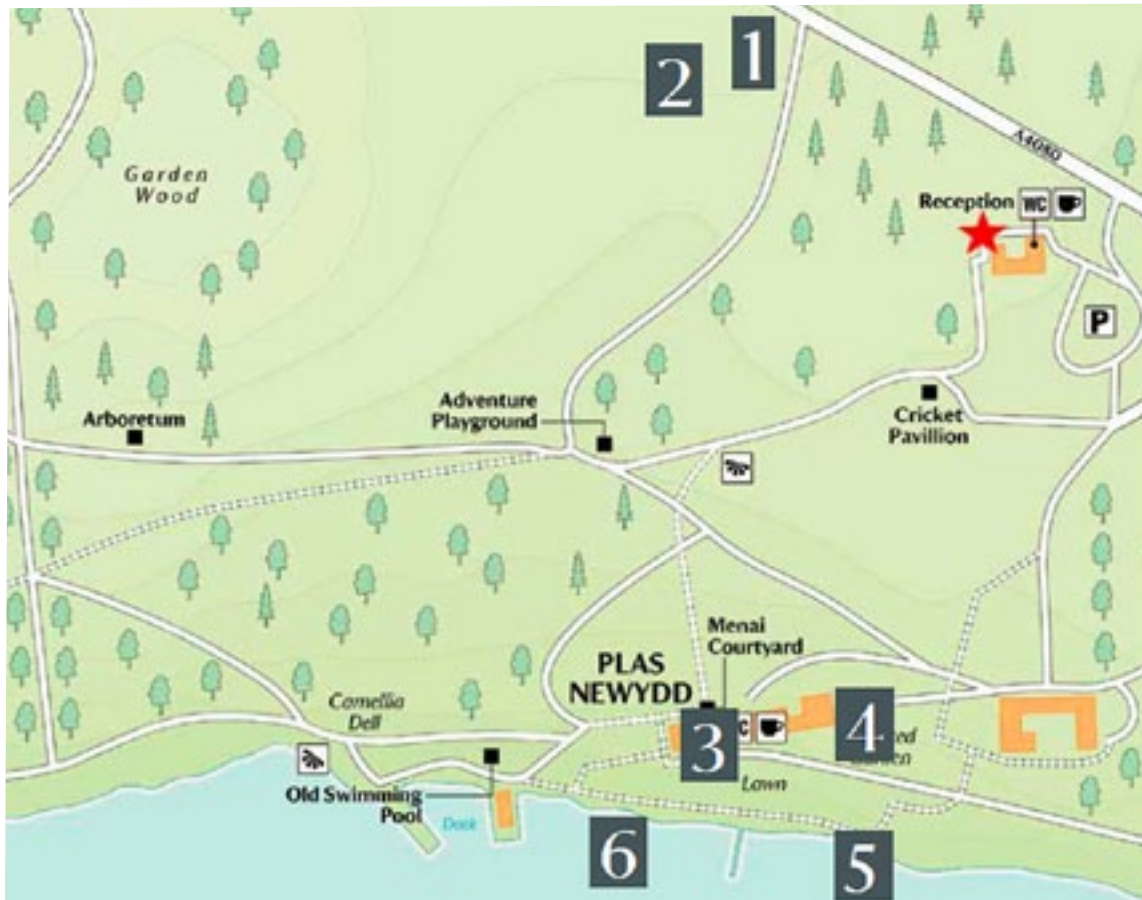 1
2
A4080
Garden
Wood
Reception WC
P
Adventure
Playground
Arboretum
Cricket
Pavillion
Menai
Courtyard
PLAS
NEWYDD
Camellia
Dell
3
4
Lawn
Old Swimming
Pool
Dock
6
5